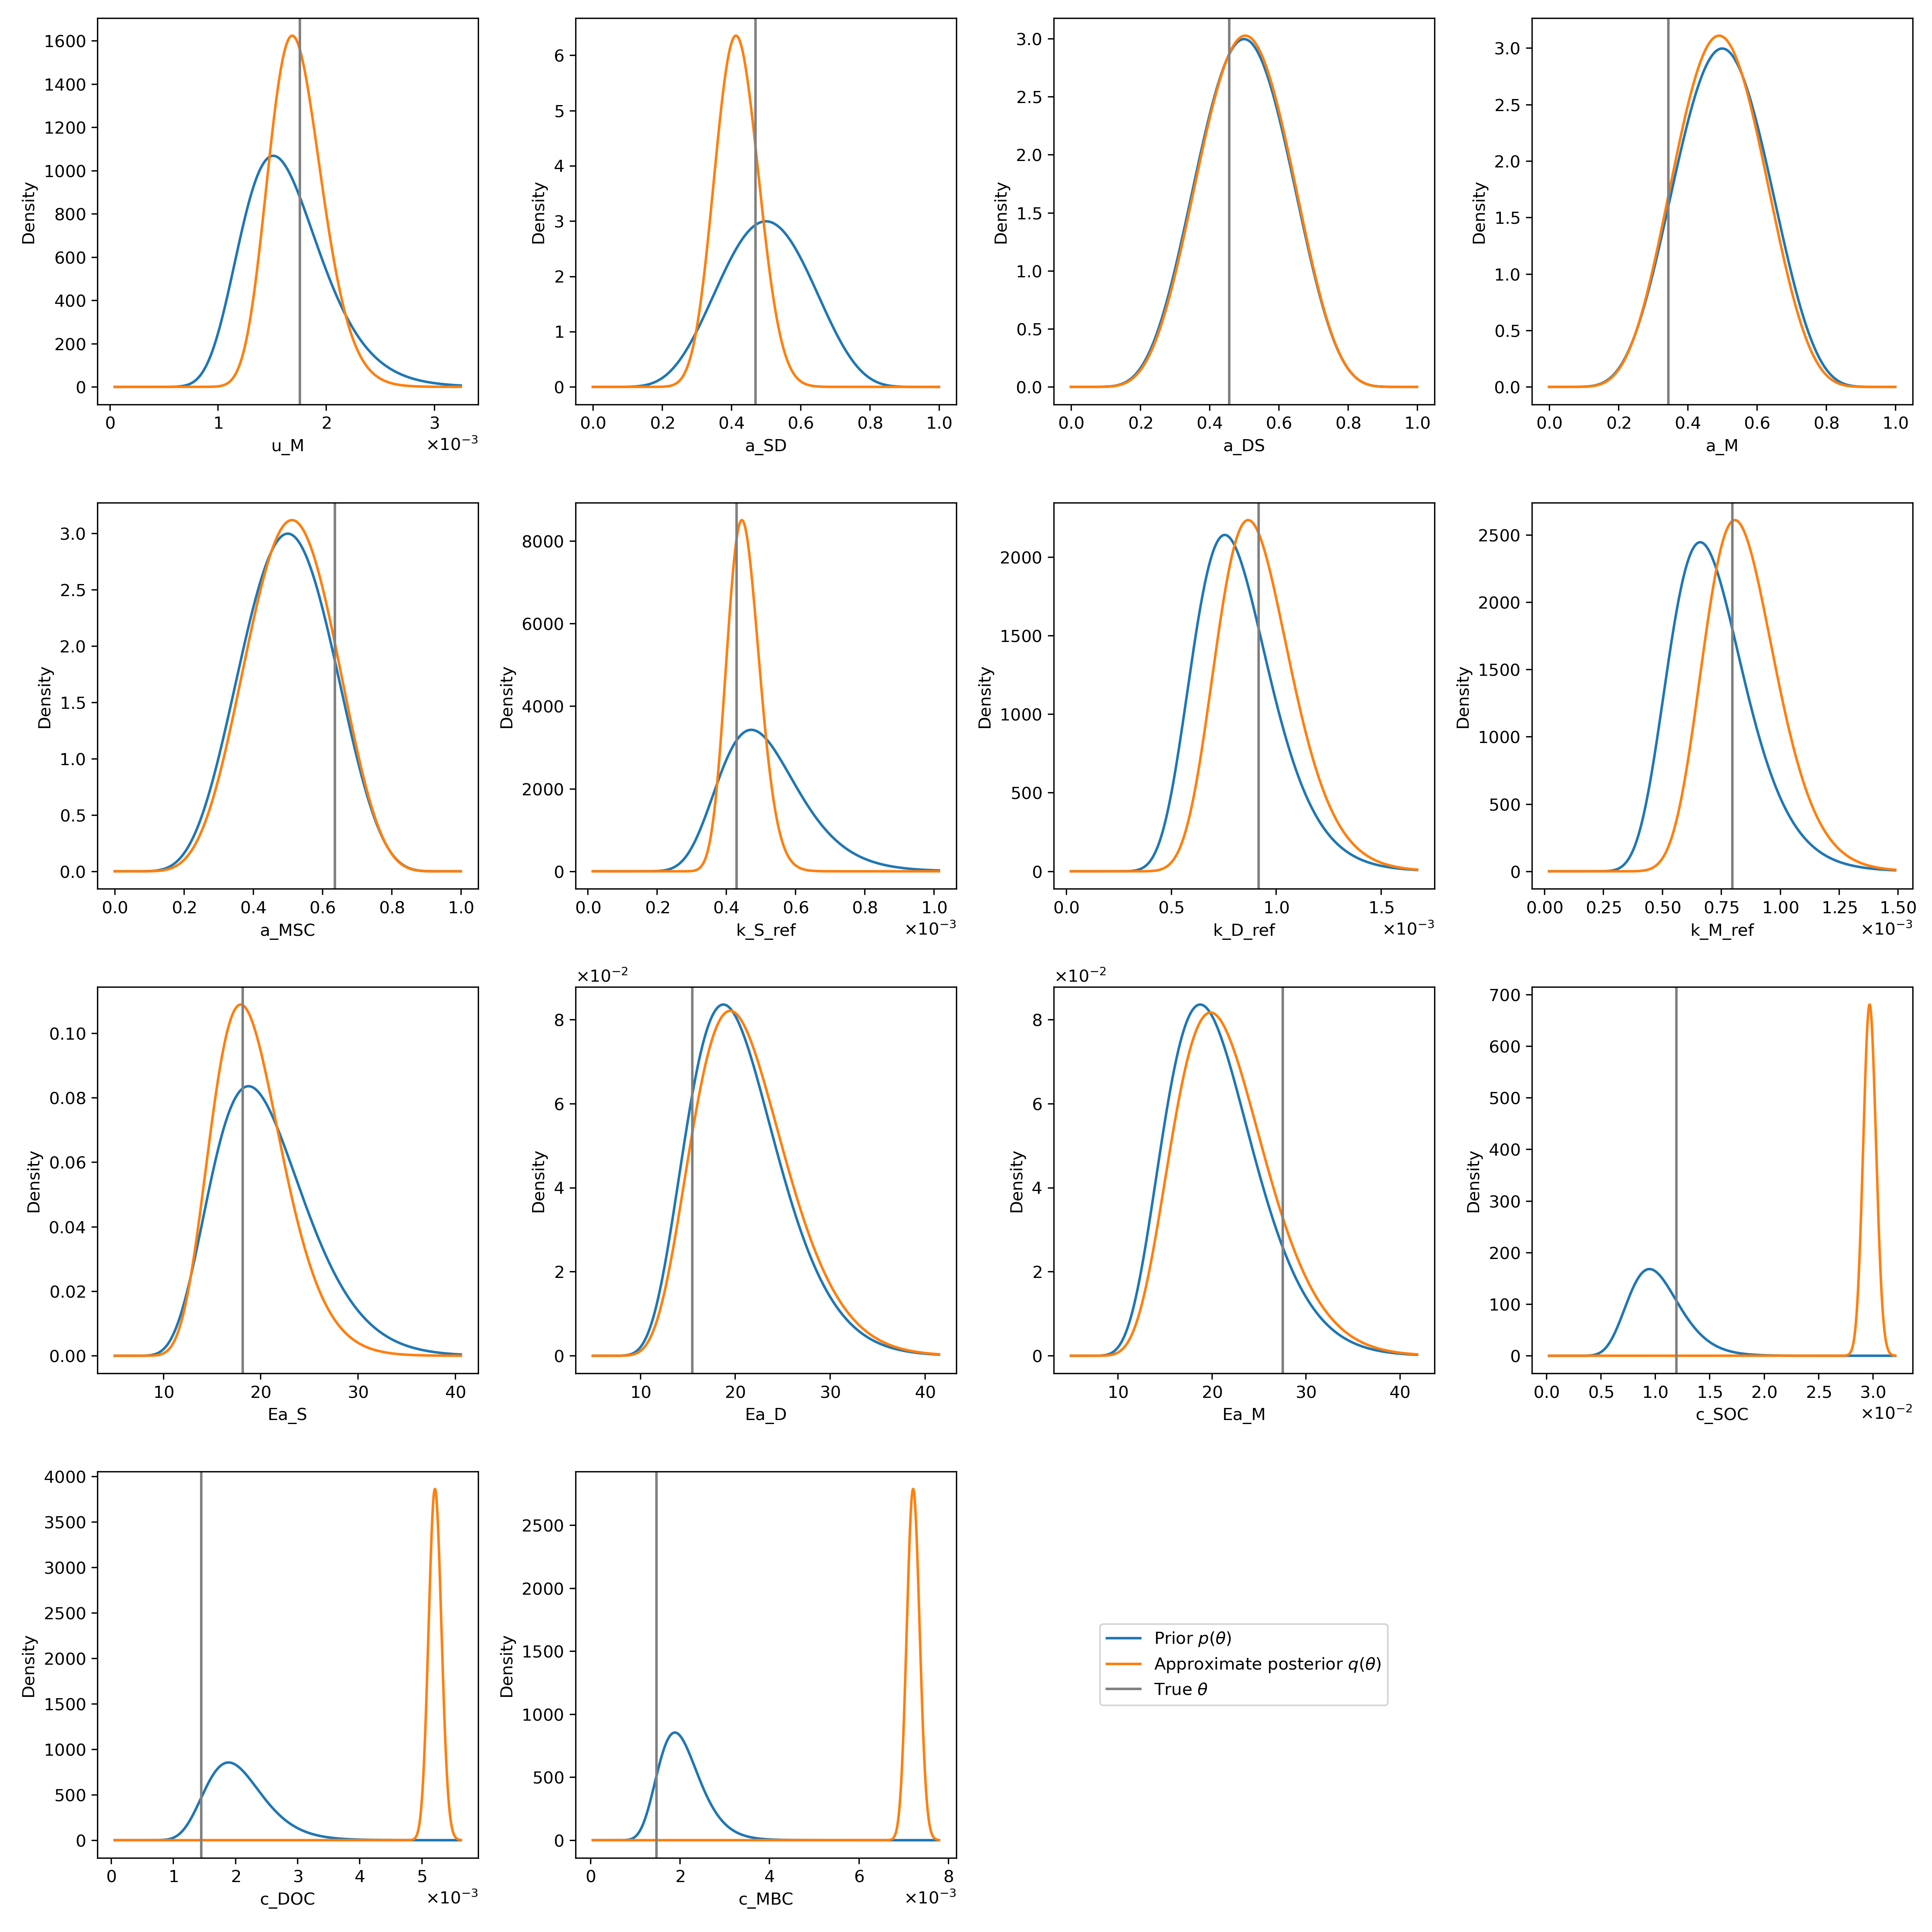 1600
1400
1200
1000
800
600
400
200
0
Density
0 1 2 3
u_M
×10⁻³
6
5
4
3
2
1
0
Density
0.0 0.2 0.4 0.6 0.8 1.0
a_SD
3.0
2.5
2.0
1.5
1.0
0.5
0.0
Density
0.0 0.2 0.4 0.6 0.8 1.0
a_DS
3.0
2.5
2.0
1.5
1.0
0.5
0.0
Density
0.0 0.2 0.4 0.6 0.8 1.0
a_M
3.0
2.5
2.0
1.5
1.0
0.5
0.0
Density
0.0 0.2 0.4 0.6 0.8 1.0
a_MSC
8000
6000
4000
2000
0
Density
0.0 0.2 0.4 0.6 0.8 1.0
k_S_ref
×10⁻³
2000
1500
1000
500
0
Density
0.0 0.5 1.0 1.5
k_D_ref
×10⁻³
2500
2000
1500
1000
500
0
Density
0.00 0.25 0.50 0.75 1.00 1.25 1.50
k_M_ref
×10⁻³
0.10
0.08
0.06
0.04
0.02
0.00
Density
10 20 30 40
Ea_S
×10⁻²
8
6
4
2
0
Density
10 20 30 40
Ea_D
×10⁻²
8
6
4
2
0
Density
10 20 30 40
Ea_M
700
600
500
400
300
200
100
0
Density
0.0 0.5 1.0 1.5 2.0 2.5 3.0
c_SOC
×10⁻²
4000
3500
3000
2500
2000
1500
1000
500
0
Density
0 1 2 3 4 5
c_DOC
×10⁻³
2500
2000
1500
1000
500
0
Density
0 2 4 6 8
c_MBC
×10⁻³
Prior p(θ)
Approximate posterior q(θ)
True θ